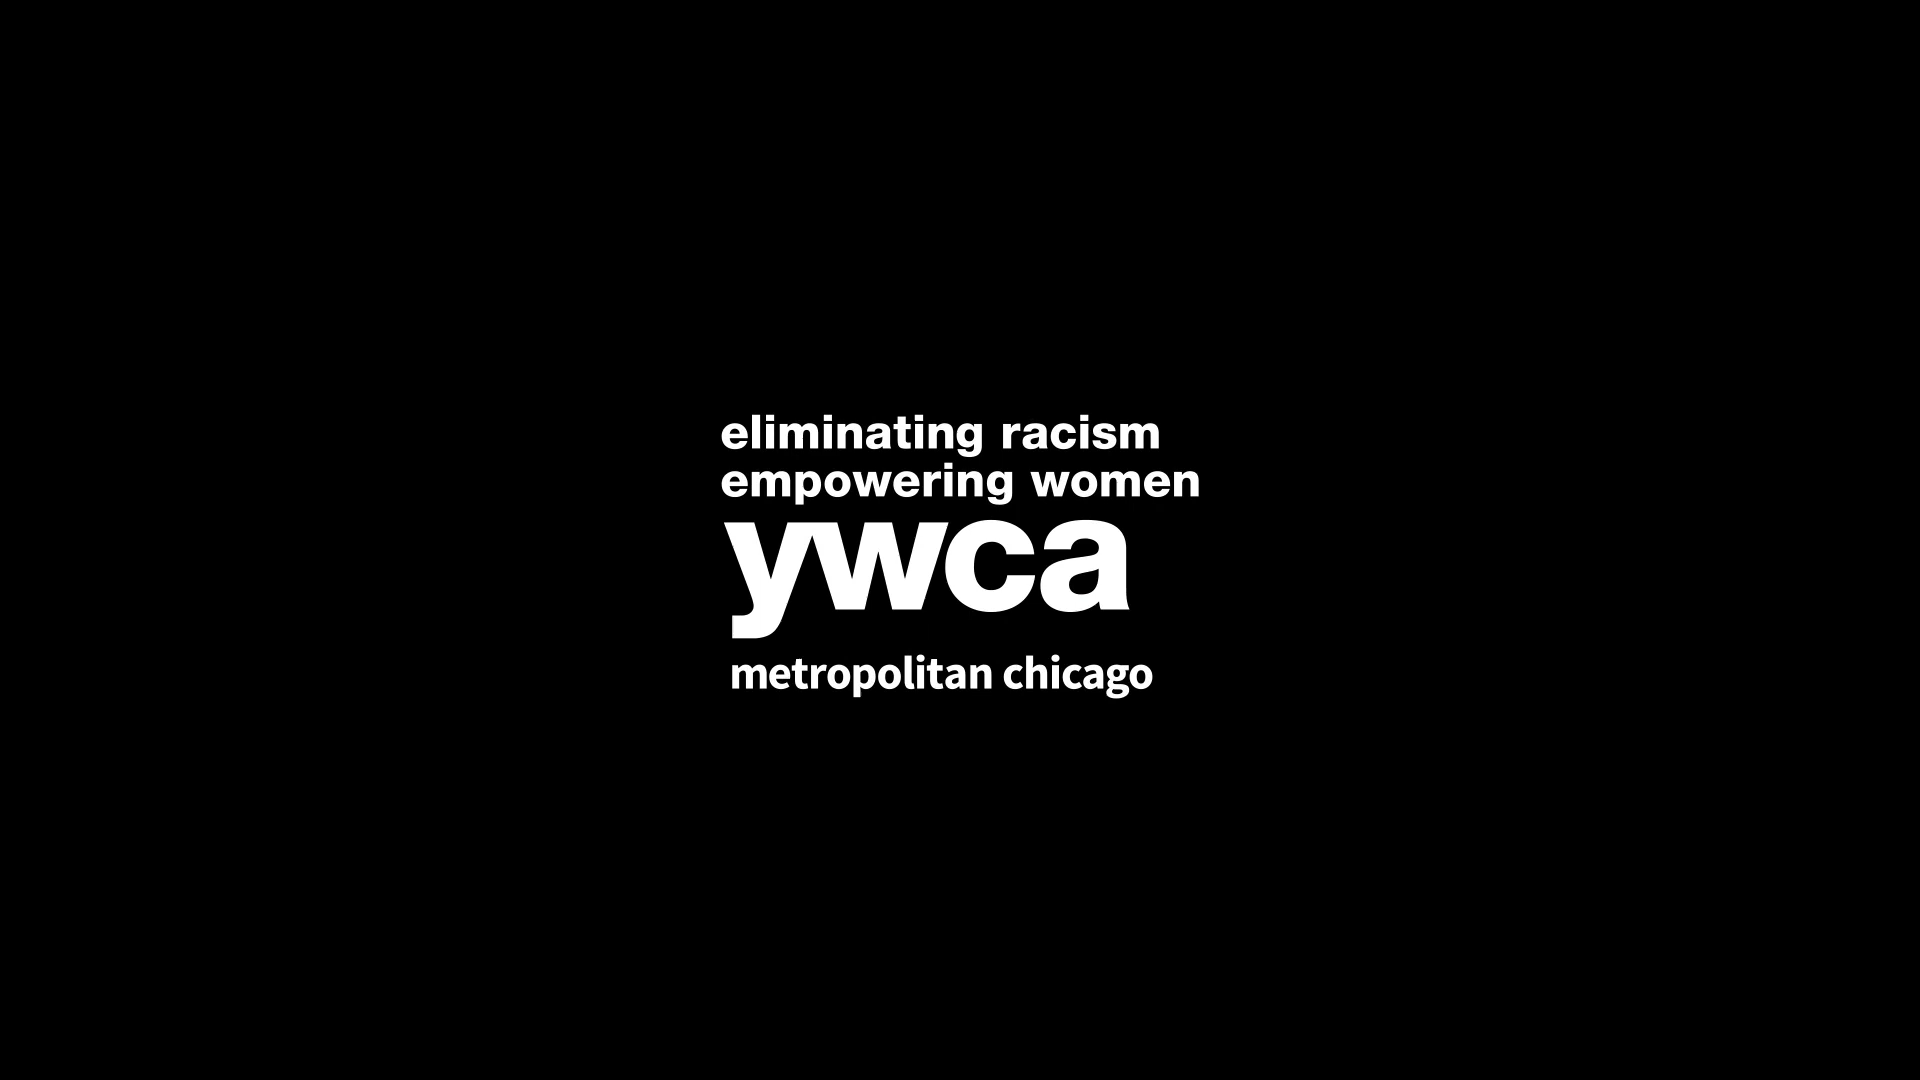 eliminating racism
empowering women
ywca
metropolitan chicago